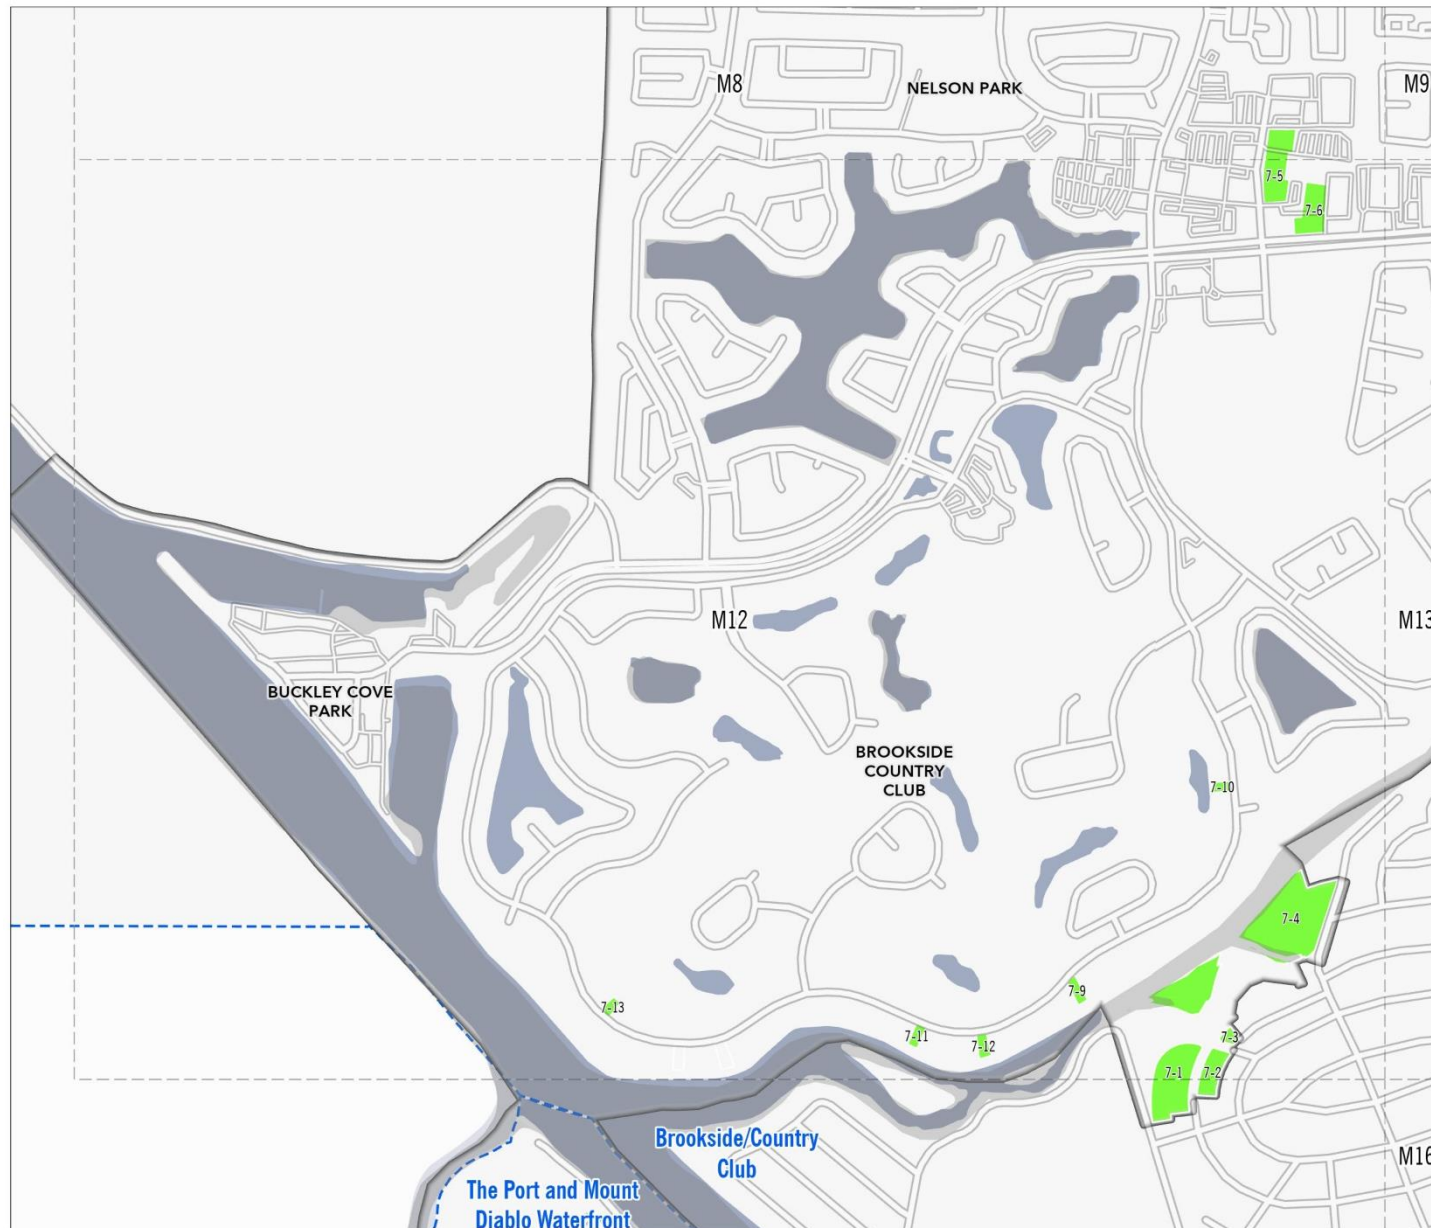 M8
NELSON PARK
M9
7-5
7-6
M12
M13
BUCKLEY COVE
PARK
BROOKSIDE
COUNTRY
CLUB
7-10
7-4
7-9
7-13
7-11
7-12
7-3
7-1
7-2
Brookside/Country
Club
M16
The Port and Mount
Diablo Waterfront